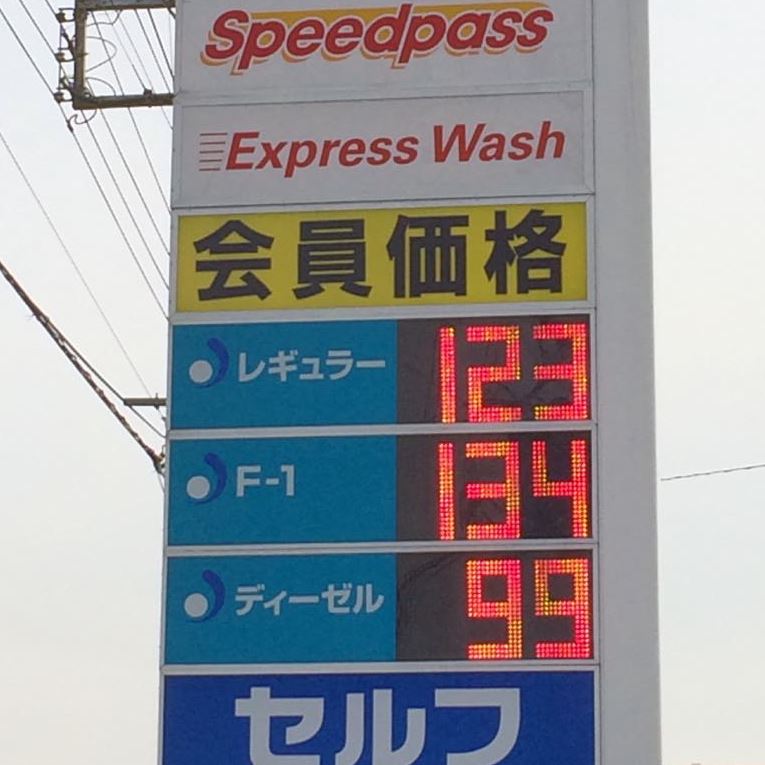 Speedpass
Express Wash
会員価格
レギュラー 123
F-1 134
ディーゼル 99
セルフ